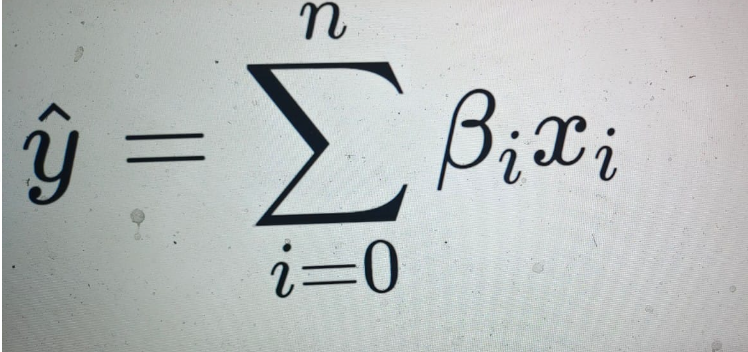 ŷ = ∑_{i=0}^{n} β_i x_i